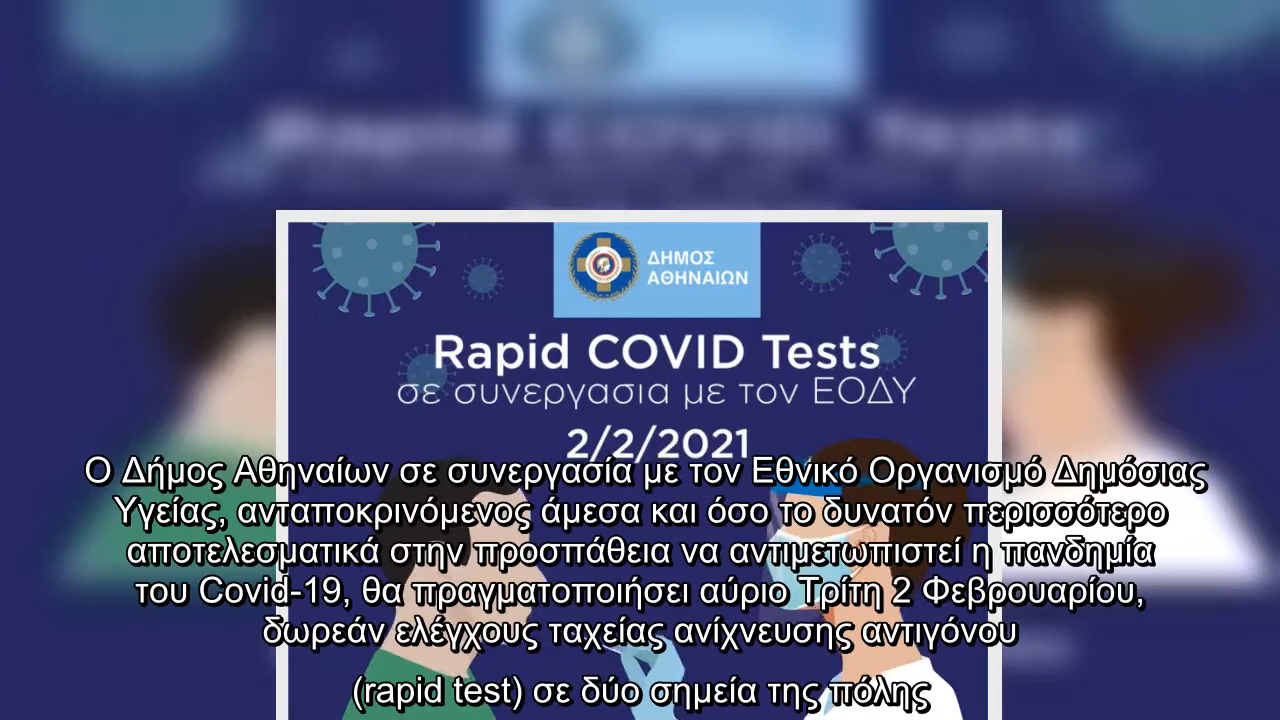 ΔΗΜΟΣ
ΑΘΗΝΑΙΩΝ
Rapid COVID Tests
σε συνεργασια με τον ΕΟΔΥ
2/2/2021
Ο Δήμος Αθηναίων σε συνεργασία με τον Εθνικό Οργανισμό Δημόσιας
Υγείας, ανταποκρινόμενος άμεσα και όσο το δυνατόν περισσότερο
αποτελεσματικά στην προσπάθεια να αντιμετωπιστεί η πανδημία
του Covid-19, θα πραγματοποιήσει αύριο Τρίτη 2 Φεβρουαρίου,
δωρεάν ελέγχους ταχείας ανίχνευσης αντιγόνου
(rapid test) σε δύο σημεία της πόλης